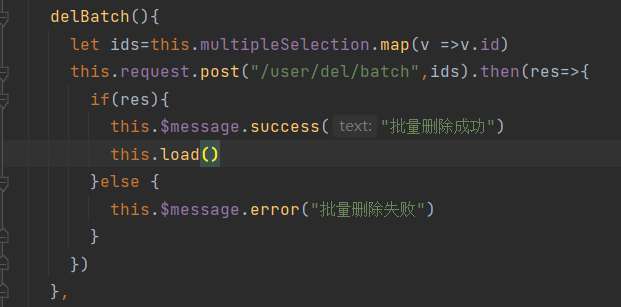 delBatch(){
let ids=this.multipleSelection.map(v =>v.id)
this.request.post("/user/del/batch",ids).then(res=>{
if(res){
this.$message.success( text: "批量删除成功")
this.load()
}else {
this.$message.error("批量删除失败")
}
})
},